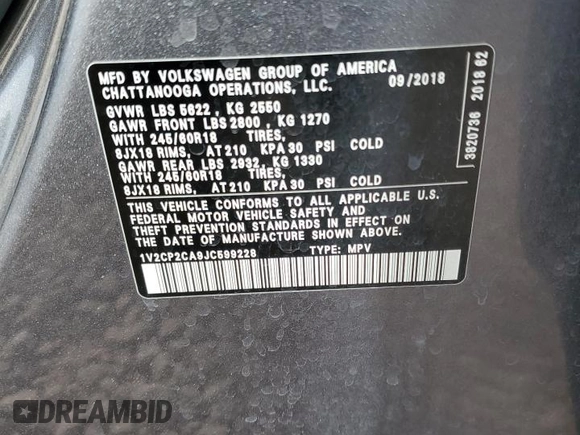 MFD BY VOLKSWAGEN GROUP OF AMERICA
CHATTANOOGA OPERATIONS, LLC. 09/2018
GVWR LBS 5622 , KG 2550
GAWR FRONT LBS 2800 , KG 1270
WITH 245/60R18 TIRES,
8JX18 RIMS, AT 210 KPA 30 PSI COLD
GAWR REAR LBS 2932, KG 1330
WITH 245/60R18 TIRES,
8JX18 RIMS, AT 210 KPA 30 PSI COLD
THIS VEHICLE CONFORMS TO ALL APPLICABLE U.S.
FEDERAL MOTOR VEHICLE SAFETY AND
THEFT PREVENTION STANDARDS IN EFFECT ON
THE DATE OF MANUFACTURE SHOWN ABOVE.
1V2CP2CA9JC599228 TYPE: MPV
3820736 2018 62
DREAMBID